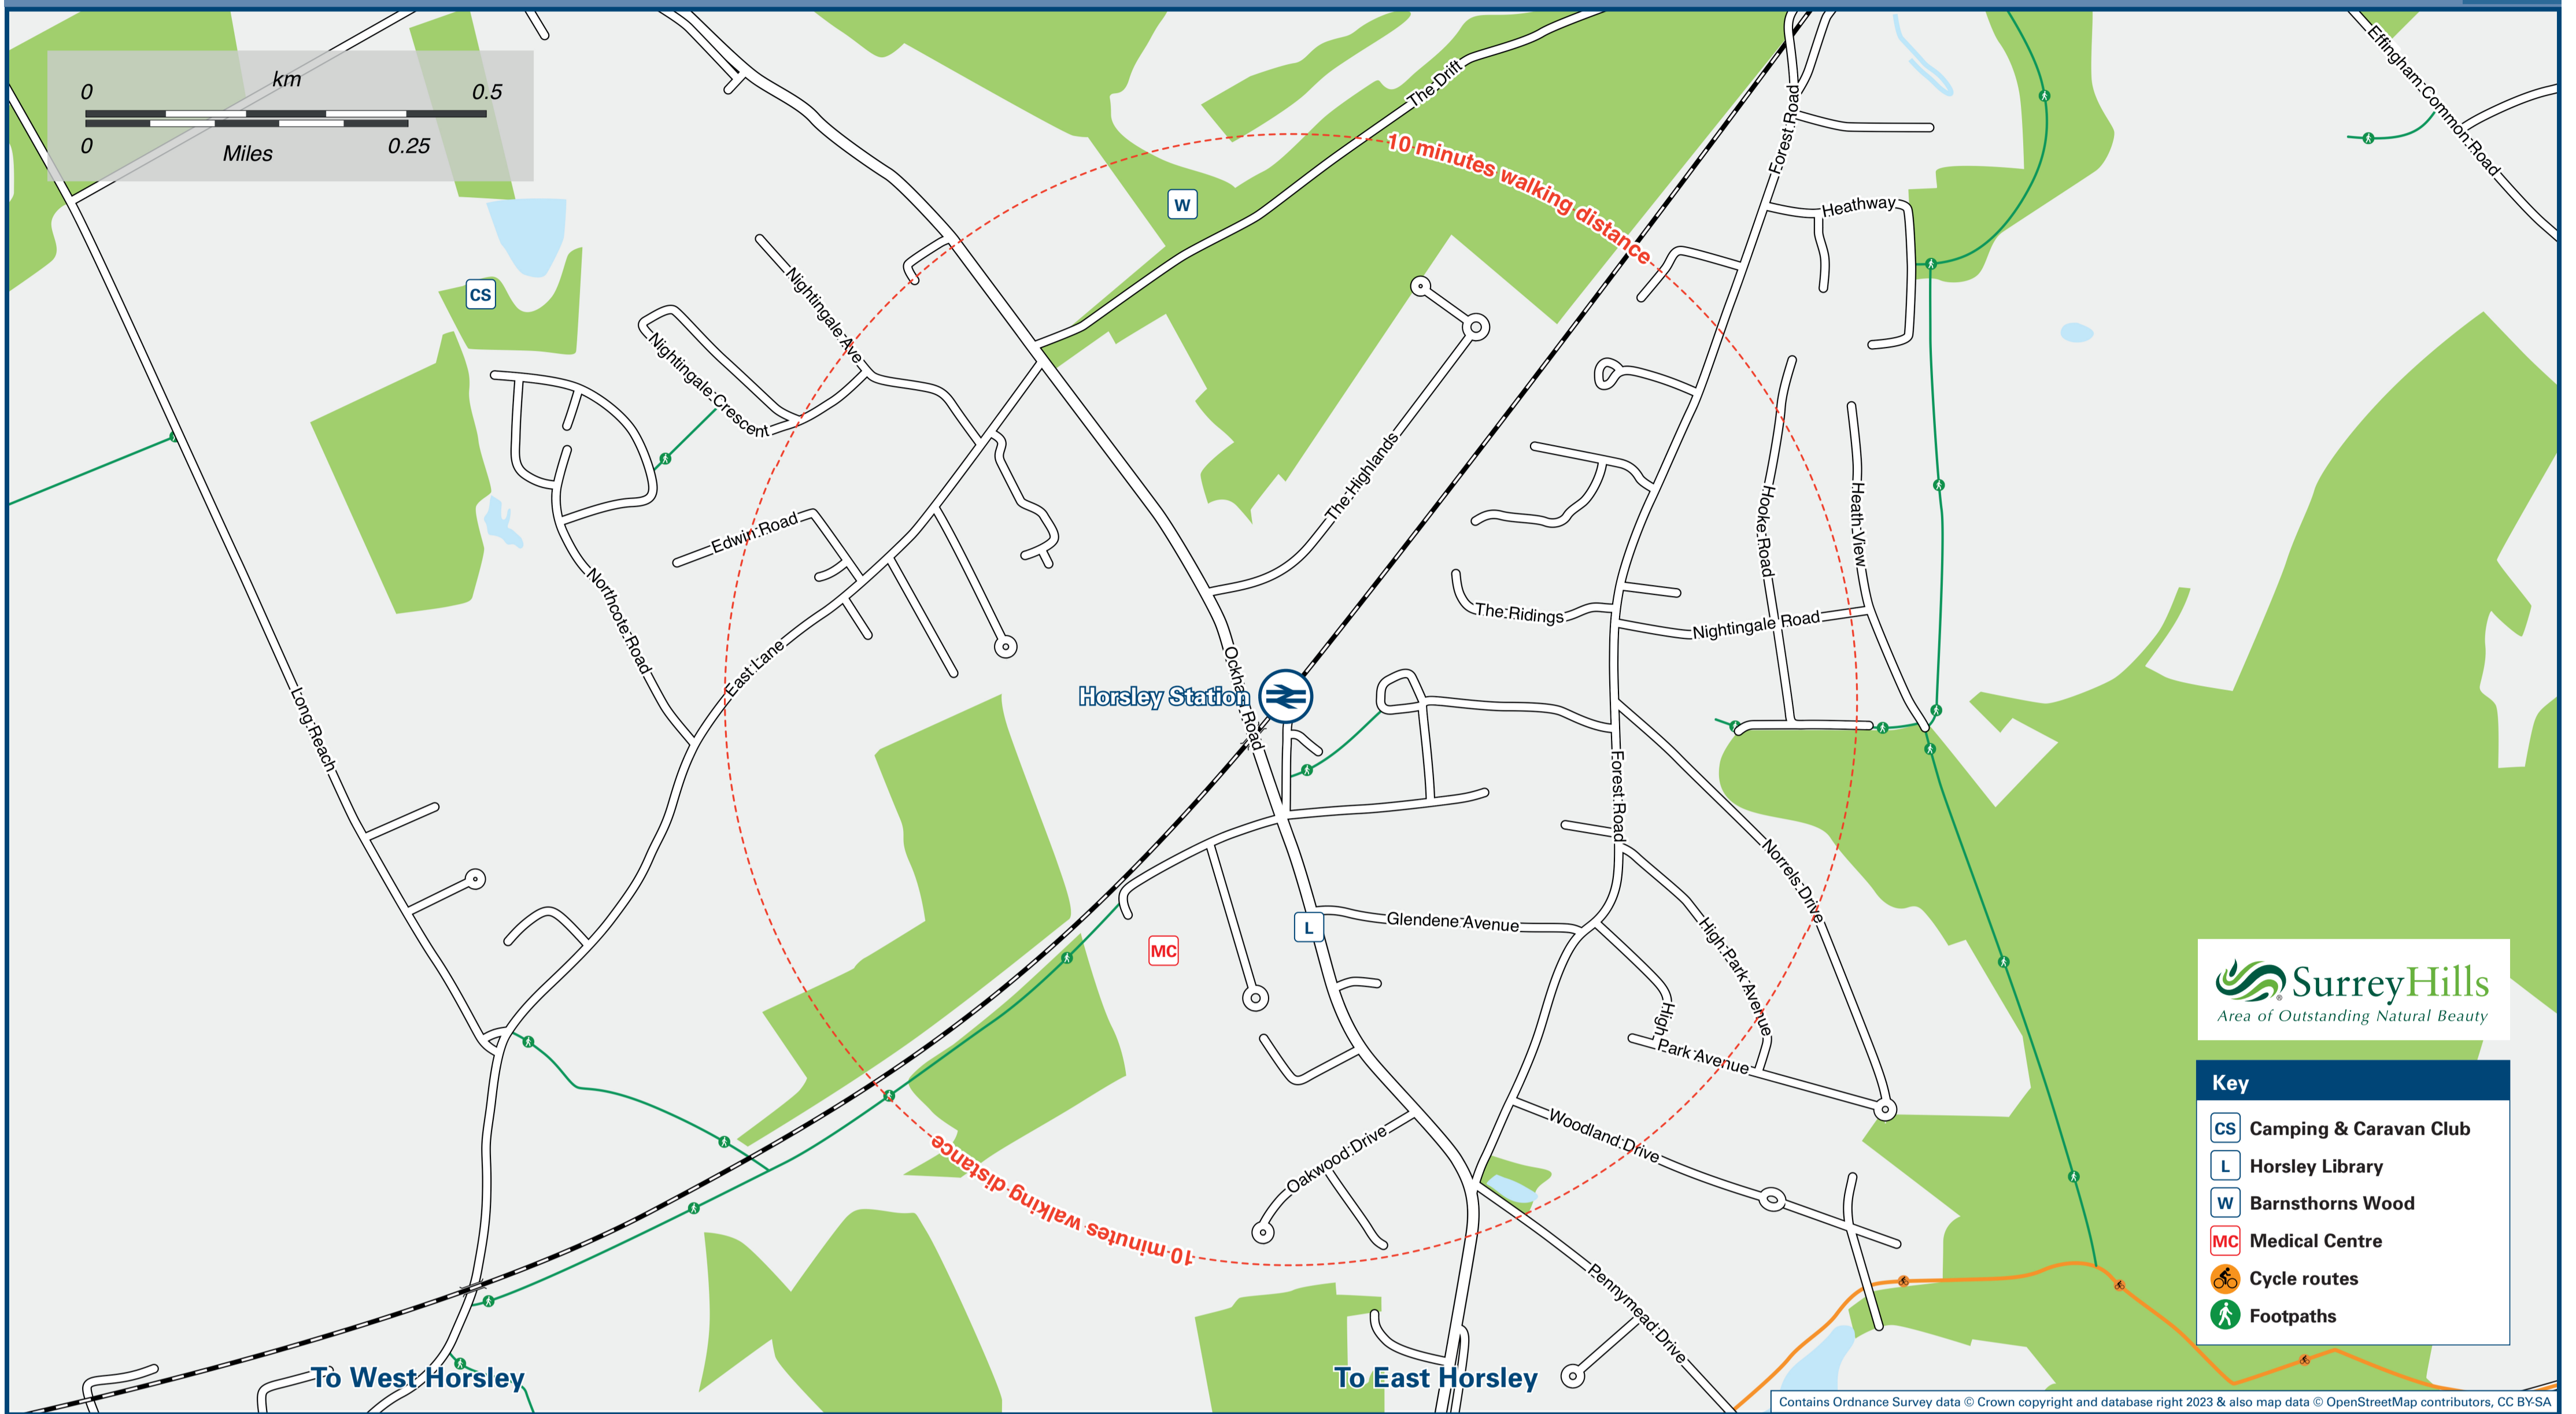 km
0 0.5
0 0.25
Miles
The Drift
Effingham Common Road
Forest Road
10 minutes walking distance
W
Heathway
CS
Nightingale Ave
Nightingale Crescent
The Highlands
Hooke Road
Heath View
Edwin Road
Northcote Road
The Ridings
Nightingale Road
East Lane
Horsley Station
Long Reach
Forest Road
Norrels Drive
L
Glendene Avenue
High Park Avenue
MC
High Park Avenue
SurreyHills
®
Area of Outstanding Natural Beauty
Woodland Drive
Oakwood Drive
10 minutes walking distance
Pennymead Drive
Key
CS Camping & Caravan Club
L Horsley Library
W Barnsthorns Wood
MC Medical Centre
Cycle routes
Footpaths
To West Horsley
To East Horsley
Contains Ordnance Survey data © Crown copyright and database right 2023 & also map data © OpenStreetMap contributors, CC BY-SA